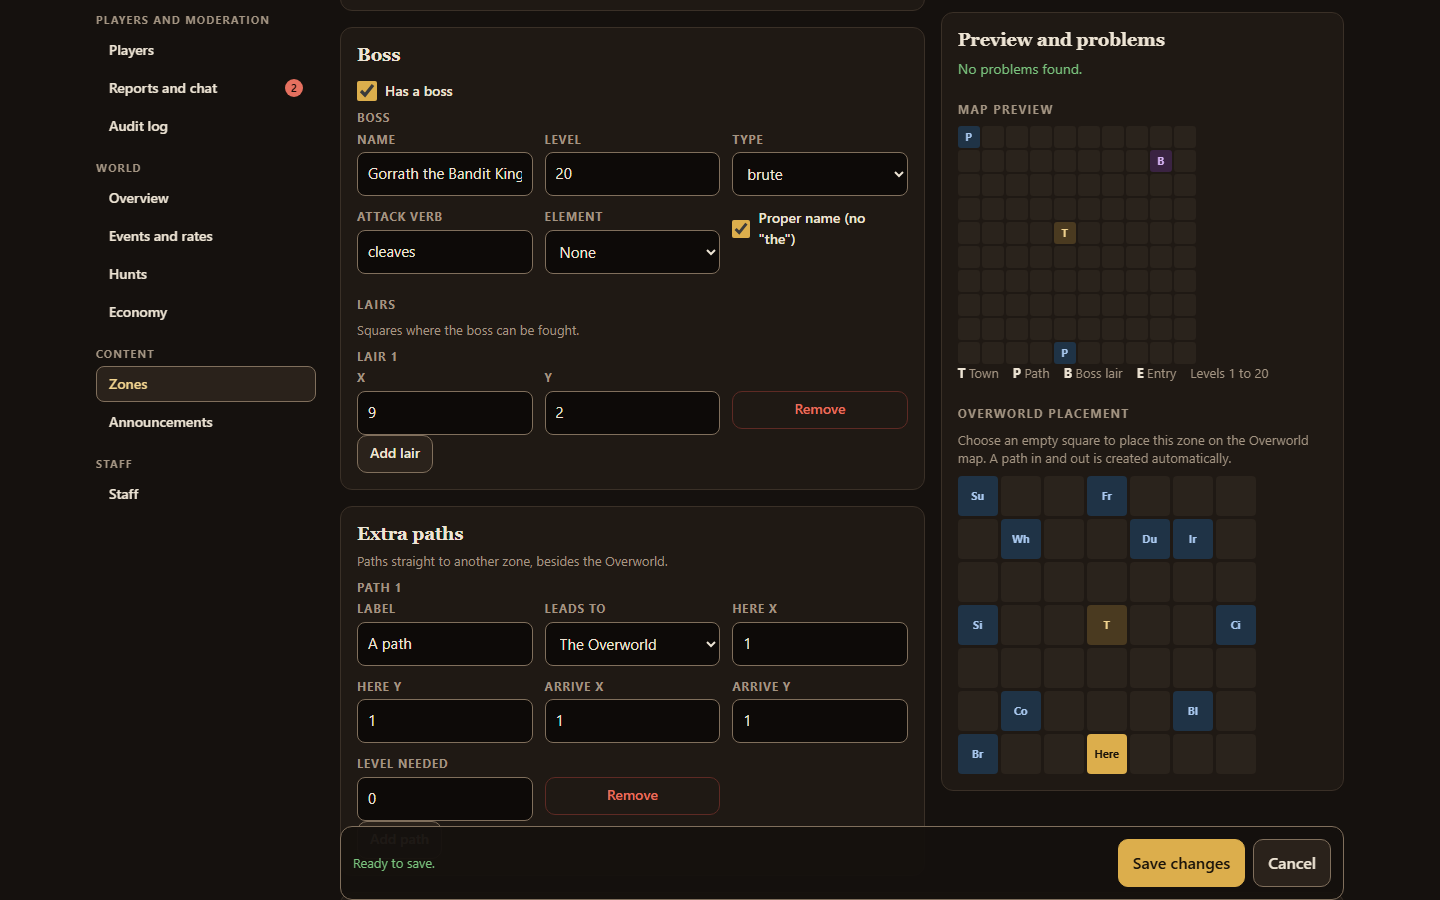 PLAYERS AND MODERATION
Players
Reports and chat 2
Audit log
WORLD
Overview
Events and rates
Hunts
Economy
CONTENT
Zones
Announcements
STAFF
Staff
Boss
Has a boss
BOSS
NAME LEVEL TYPE
Gorrath the Bandit King 20 brute
ATTACK VERB ELEMENT Proper name (no
"the")
cleaves None
LAIRS
Squares where the boss can be fought.
LAIR 1
X Y
9 2 Remove
Add lair
Extra paths
Paths straight to another zone, besides the Overworld.
PATH 1
LABEL LEADS TO HERE X
A path The Overworld 1
HERE Y ARRIVE X ARRIVE Y
1 1 1
LEVEL NEEDED
0 Remove
Add path
Ready to save.
Save changes Cancel
Preview and problems
No problems found.
MAP PREVIEW
P
B
T
P
T Town P Path B Boss lair E Entry Levels 1 to 20
OVERWORLD PLACEMENT
Choose an empty square to place this zone on the Overworld
map. A path in and out is created automatically.
Su Fr
Wh Du Ir
Si T Ci
Co Bl
Br Here